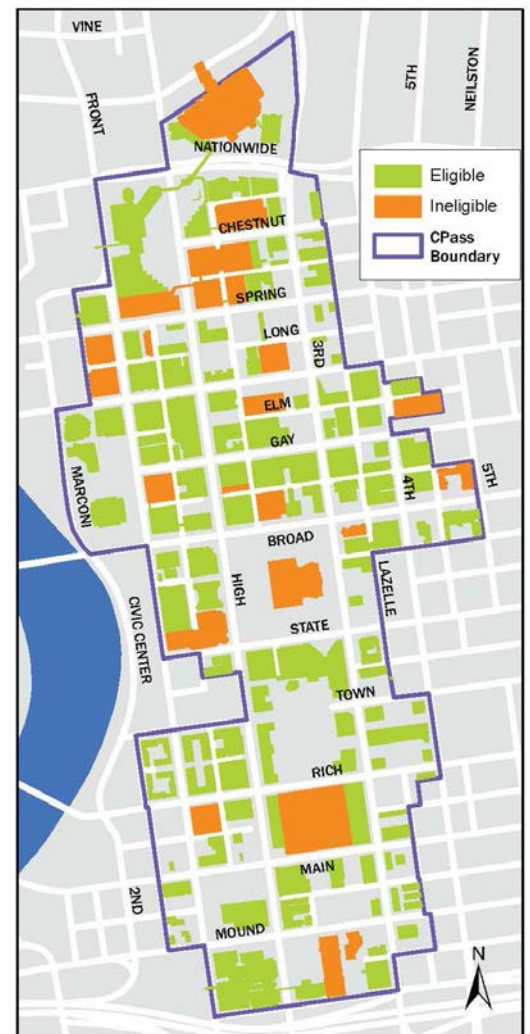 VINE
FRONT
5TH
NEILSTON
NATIONWIDE
Eligible
Ineligible
CPass
Boundary
CHESTNUT
SPRING
LONG
3RD
ELM
GAY
MARCONI
4TH
5TH
BROAD
HIGH
LAZELLE
CIVIC CENTER
STATE
TOWN
RICH
MAIN
2ND
MOUND
N